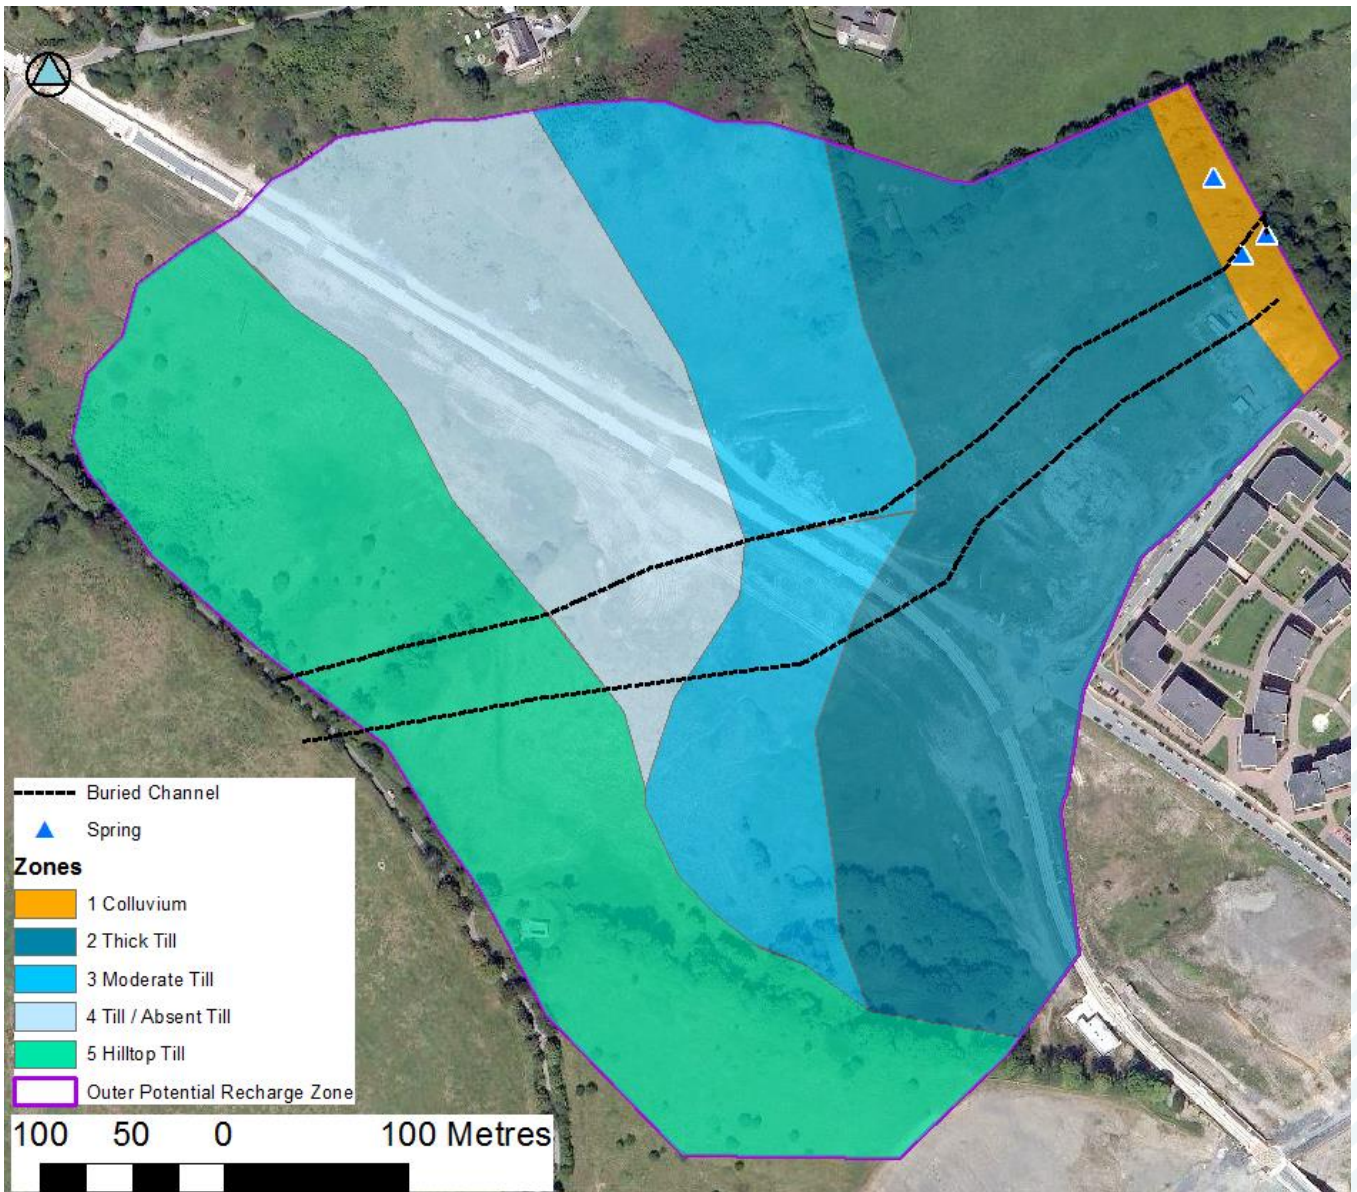 Buried Channel
Spring
Zones
1 Colluvium
2 Thick Till
3 Moderate Till
4 Till / Absent Till
5 Hilltop Till
Outer Potential Recharge Zone
100 50 0 100 Metres